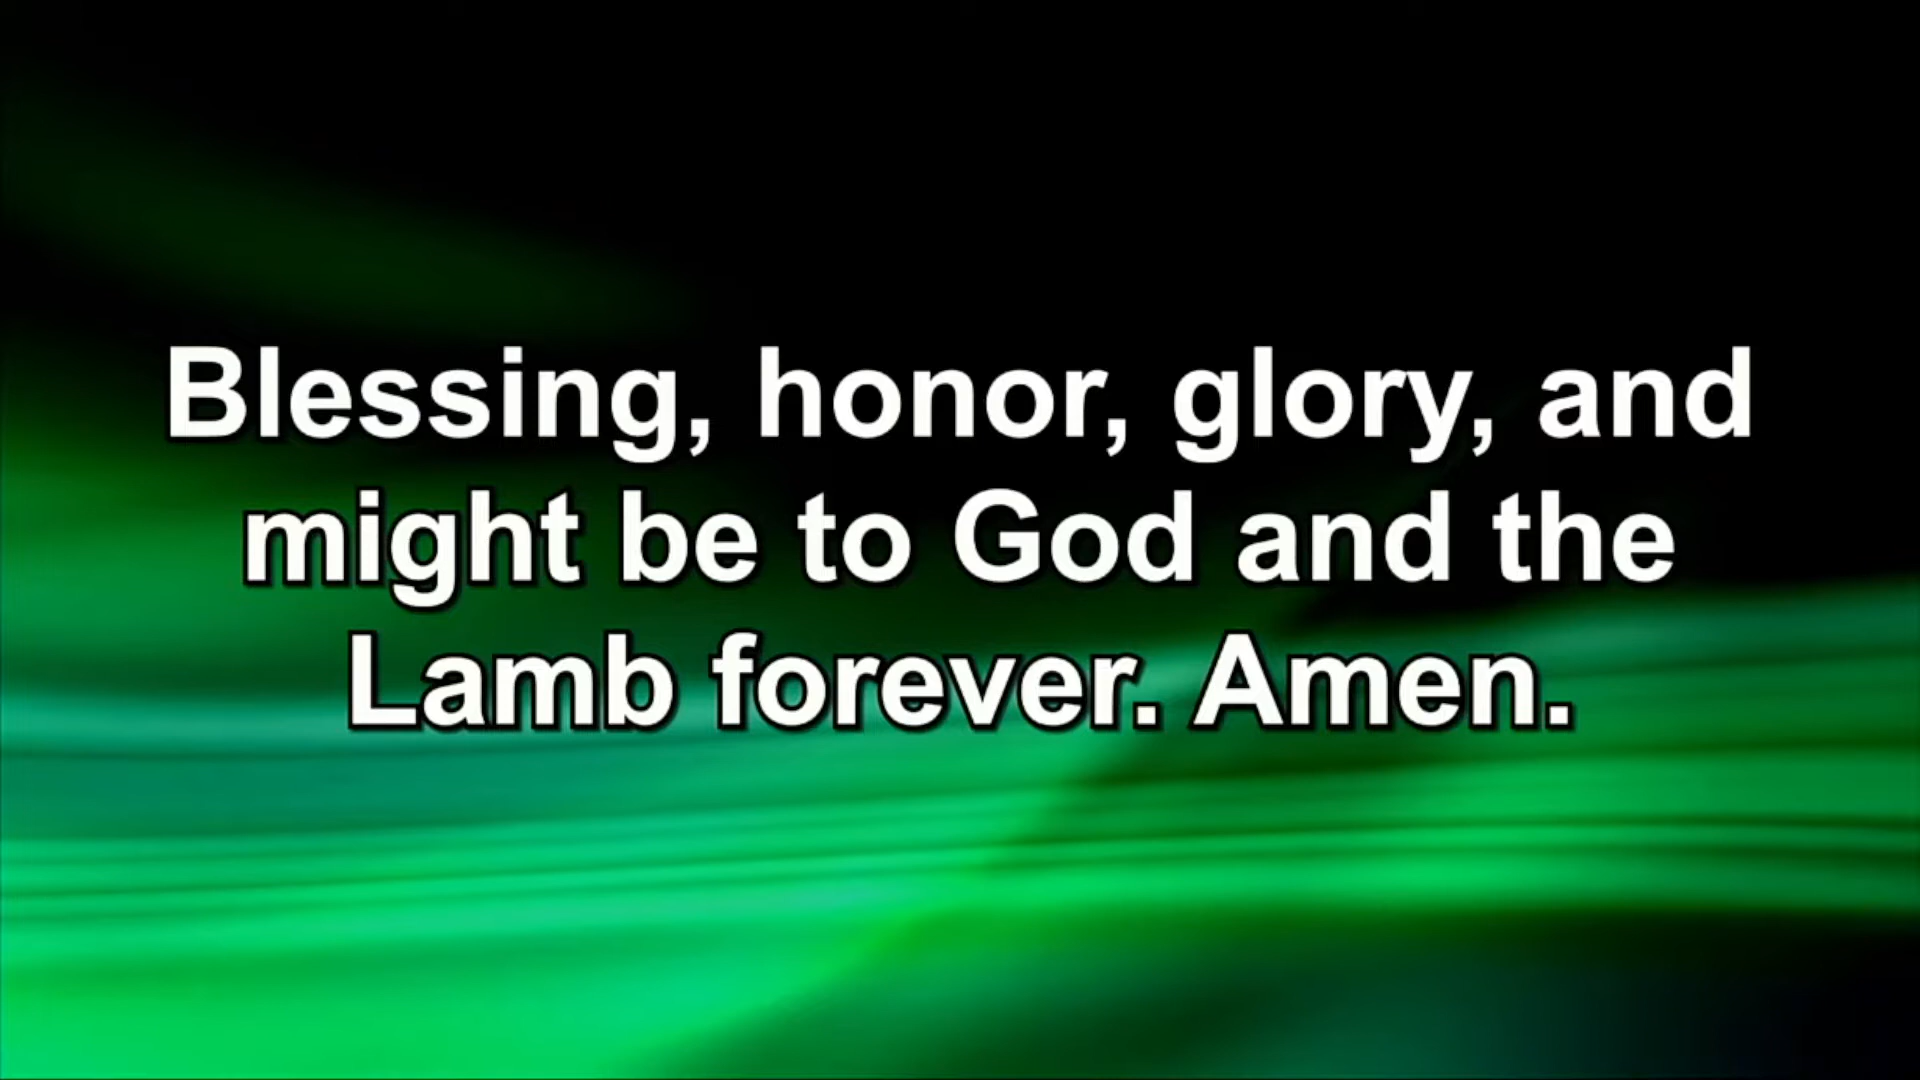 Blessing, honor, glory, and
might be to God and the
Lamb forever. Amen.